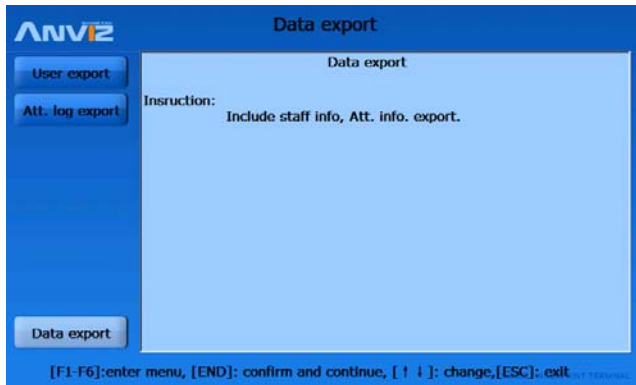 ANVIZ
Data export
User export
Att. log export
Data export
Insruction:
Include staff info, Att. info. export.
Data export
[F1-F6]:enter menu, [END]: confirm and continue, [↑↓]: change,[ESC]: exit